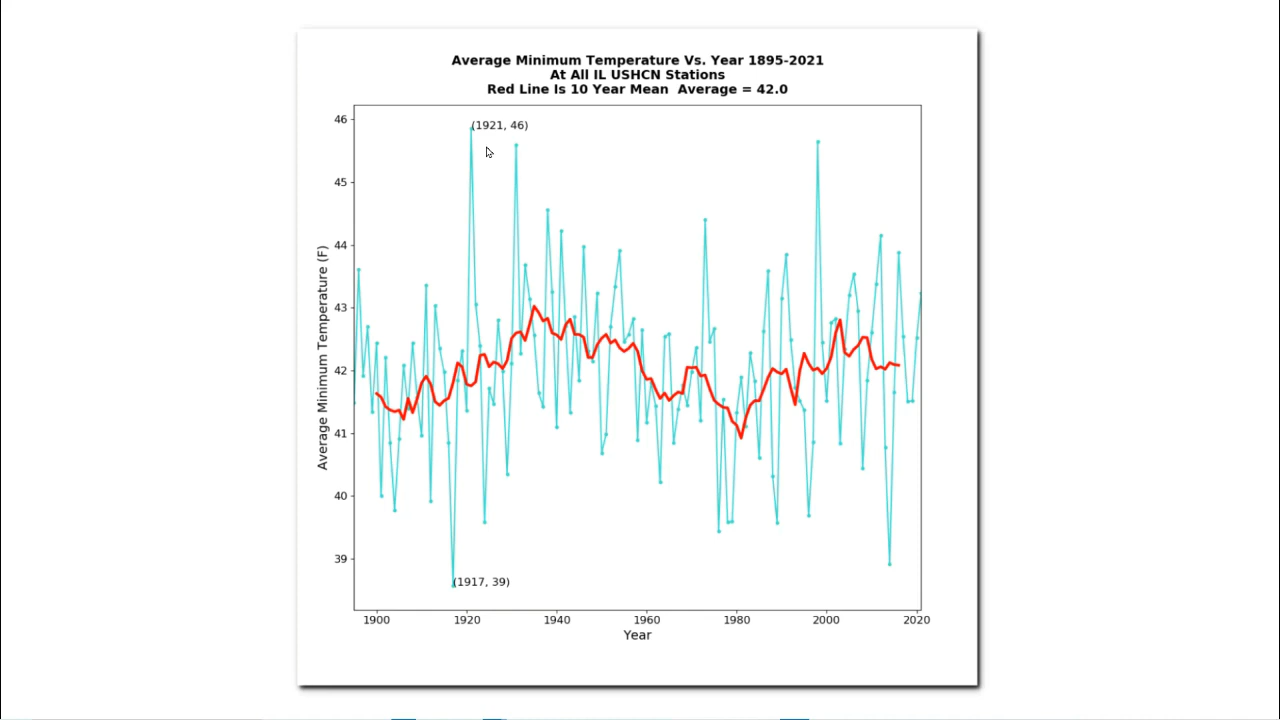 Average Minimum Temperature Vs. Year 1895-2021
At All IL USHCN Stations
Red Line Is 10 Year Mean  Average = 42.0
46
(1921, 46)
45
44
43
42
41
40
39
(1917, 39)
Average Minimum Temperature (F)
1900 1920 1940 1960 1980 2000 2020
Year